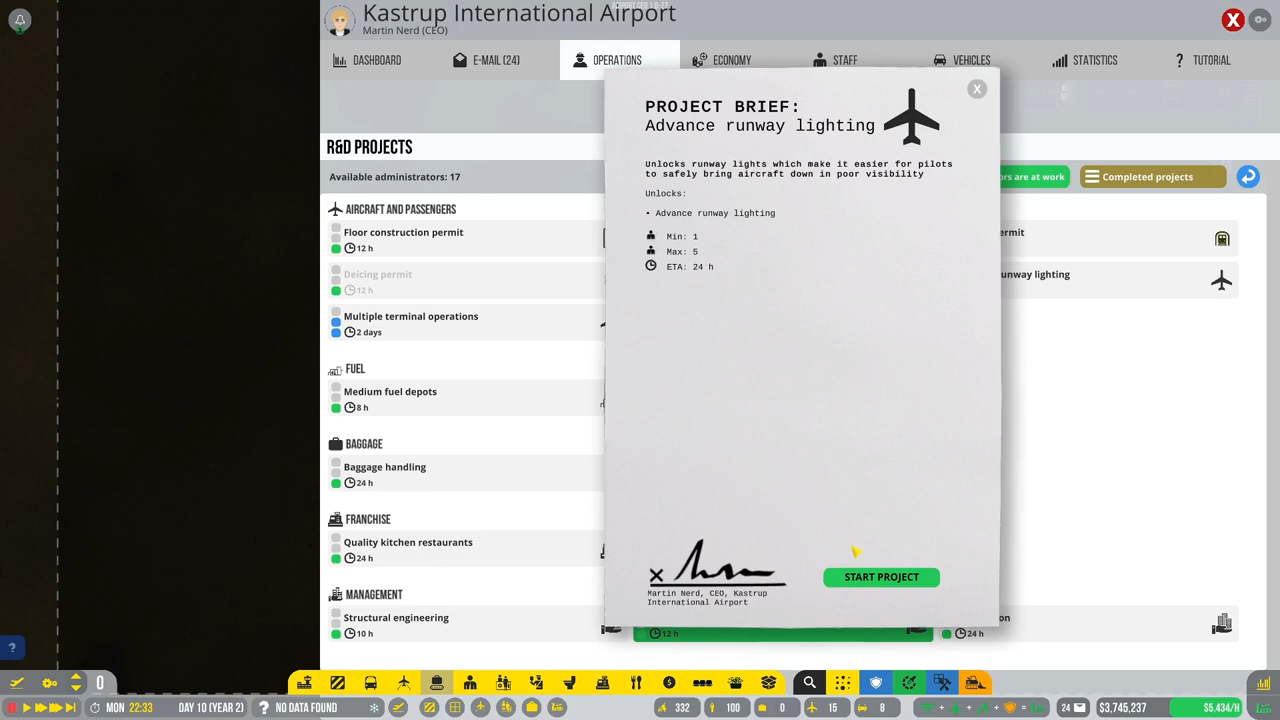 Kastrup International Airport
Martin Nerd (CEO)
DASHBOARD
E-MAIL (24)
OPERATIONS
ECONOMY
STAFF
VEHICLES
STATISTICS
TUTORIAL
R&D PROJECTS
Available administrators: 17
ors are at work
Completed projects
AIRCRAFT AND PASSENGERS
Floor construction permit
12 h
Deicing permit
12 h
Multiple terminal operations
2 days
FUEL
Medium fuel depots
8 h
BAGGAGE
Baggage handling
24 h
FRANCHISE
Quality kitchen restaurants
24 h
MANAGEMENT
Structural engineering
10 h
12 h
on
24 h
ermit
unway lighting
X
X
PROJECT BRIEF:
Advance runway lighting
Unlocks runway lights which make it easier for pilots
to safely bring aircraft down in poor visibility
Unlocks:
• Advance runway lighting
Min: 1
Max: 5
ETA: 24 h
START PROJECT
Martin Nerd, CEO, Kastrup
International Airport
?
0
MON 22:33
DAY 10 (YEAR 2)
? NO DATA FOUND
332
100
0
15
8
24
$3,745,237
$5,434/H